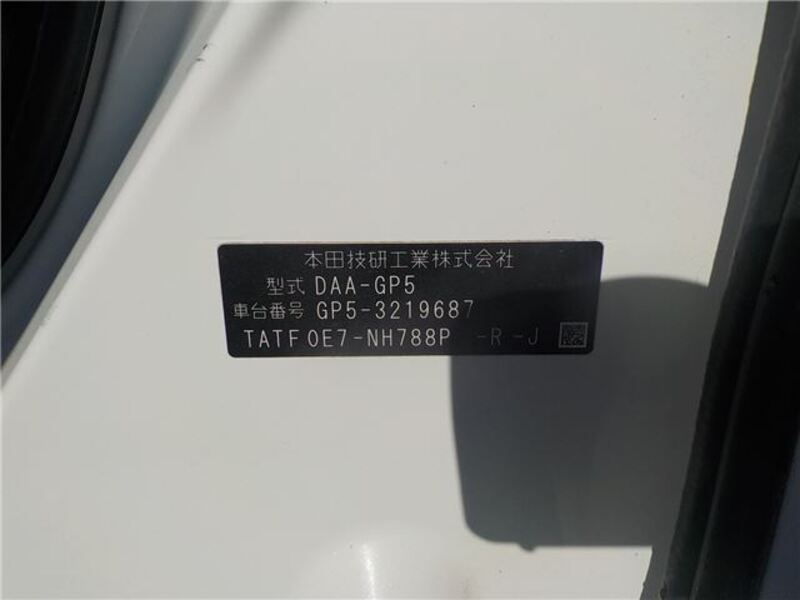 本田技研工業株式会社
型式 DAA-GP5
車台番号 GP5-3219687
TATF0E7-NH788P -R-J